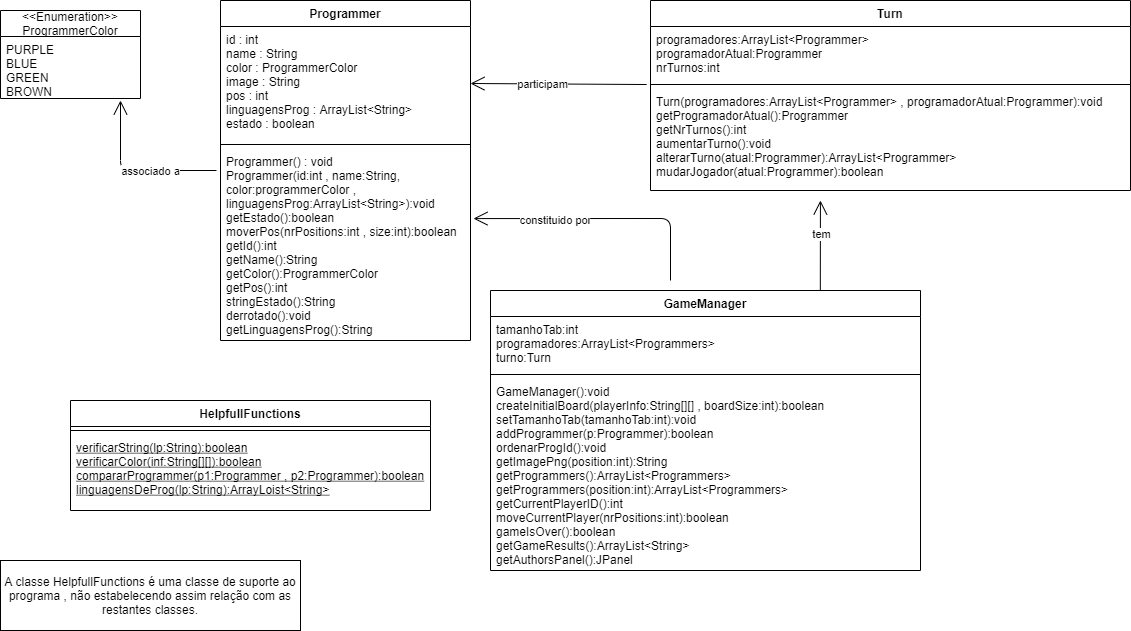 <<Enumeration>>
ProgrammerColor
PURPLE
BLUE
GREEN
BROWN
Programmer
id : int
name : String
color : ProgrammerColor
image : String
pos : int
linguagensProg : ArrayList<String>
estado : boolean
Programmer() : void
Programmer(id:int , name:String,
color:programmerColor ,
linguagensProg:ArrayList<String>):void
getEstado():boolean
moverPos(nrPositions:int , size:int):boolean
getId():int
getName():String
getColor():ProgrammerColor
getPos():int
stringEstado():String
derrotado():void
getLinguagensProg():String
Turn
programadores:ArrayList<Programmer>
programadorAtual:Programmer
nrTurnos:int
Turn(programadores:ArrayList<Programmer> , programadorAtual:Programmer):void
getProgramadorAtual():Programmer
getNrTurnos():int
aumentarTurno():void
alterarTurno(atual:Programmer):ArrayList<Programmer>
mudarJogador(atual:Programmer):boolean
participam
associado a
constituido por
tem
GameManager
tamanhoTab:int
programadores:ArrayList<Programmers>
turno:Turn
GameManager():void
createInitialBoard(playerInfo:String[][] , boardSize:int):boolean
setTamanhoTab(tamanhoTab:int):void
addProgrammer(p:Programmer):boolean
ordenarProgId():void
getImagePng(position:int):String
getProgrammers():ArrayList<Programmers>
getProgrammers(position:int):ArrayList<Programmers>
getCurrentPlayerID():int
moveCurrentPlayer(nrPositions:int):boolean
gameIsOver():boolean
getGameResults():ArrayList<String>
getAuthorsPanel():JPanel
HelpfullFunctions
verificarString(lp:String):boolean
verificarColor(inf:String[][]):boolean
compararProgrammer(p1:Programmer , p2:Programmer):boolean
linguagensDeProg(lp:String):ArrayLoist<String>
A classe HelpfullFunctions é uma classe de suporte ao
programa , não estabelecendo assim relação com as
restantes classes.